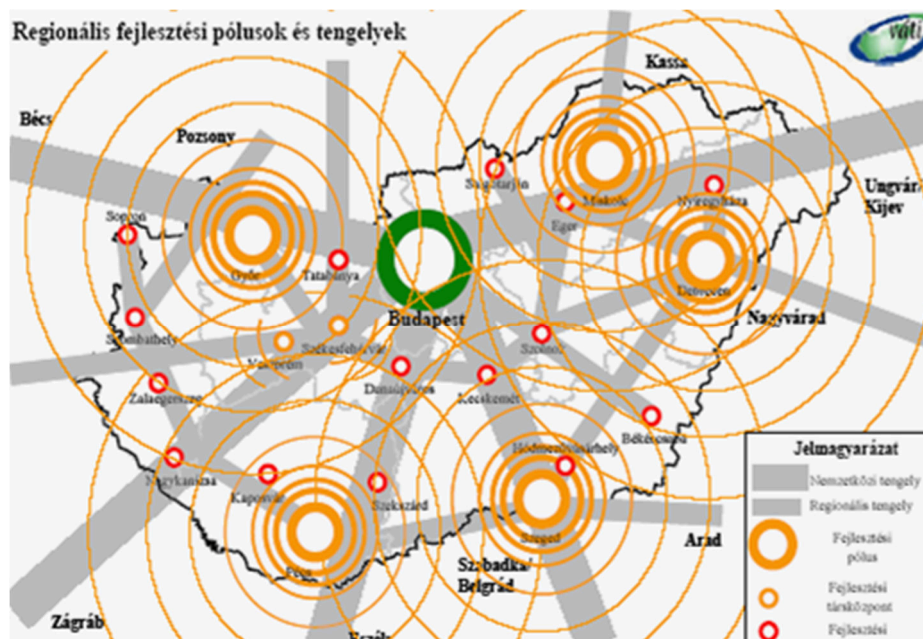 Regionális fejlesztési pólusok és tengelyek
váti
Kassa
Bécs
Pozsony
Ungvár
Kijev
Sopron
Salgótarján
Miskolc
Nyíregyháza
Eger
Győr
Tatabánya
Debrecen
Budapest
Nagyvárad
Szombathely
Székesfehérvár
Veszprém
Szolnok
Zalaegerszeg
Dunaújváros
Kecskemét
Békéscsaba
Hódmezővásárhely
Nagykanizsa
Kaposvár
Szekszárd
Szeged
Pécs
Arad
Szabadka/
Belgrád
Zágráb
Jelmagyarázat
Nemzetközi tengely
Regionális tengely
Fejlesztési
pólus
Fejlesztési
társközpont
Fejlesztési